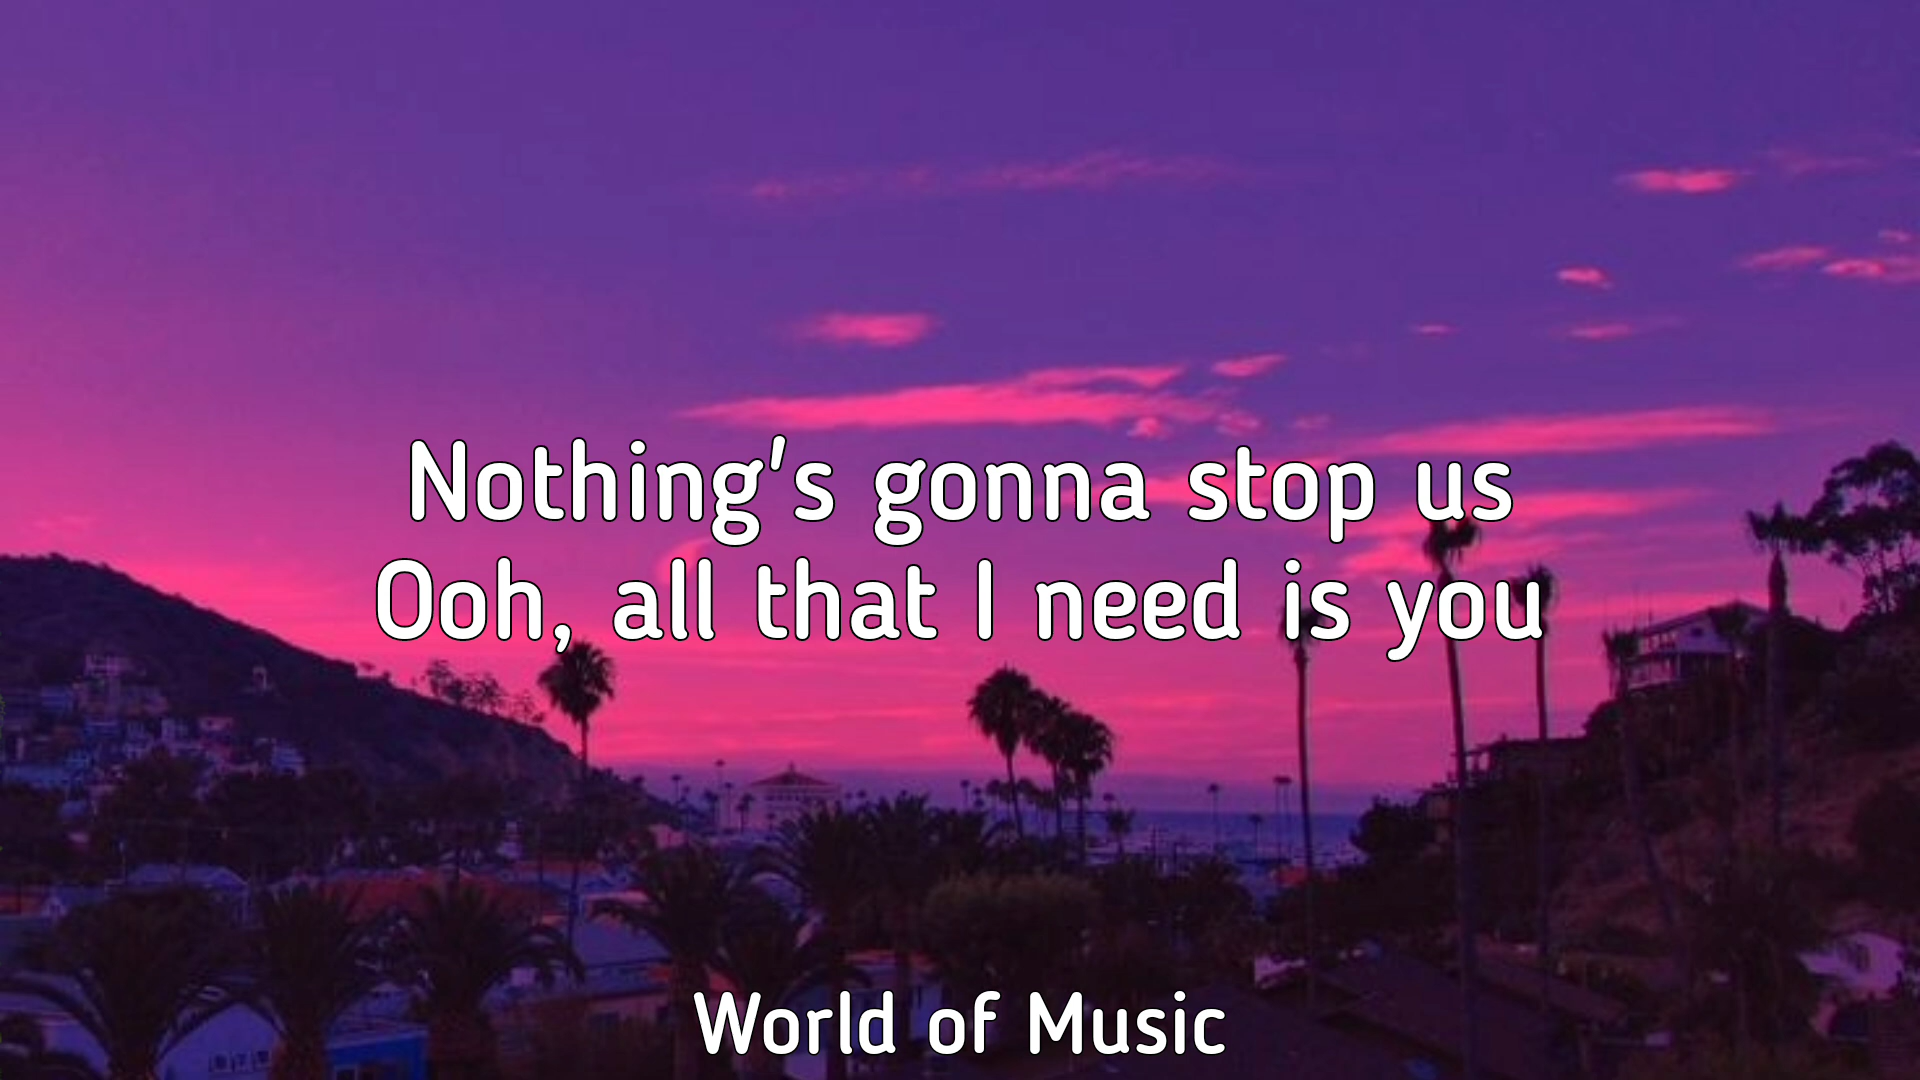 Nothing's gonna stop us
Ooh, all that I need is you
World of Music